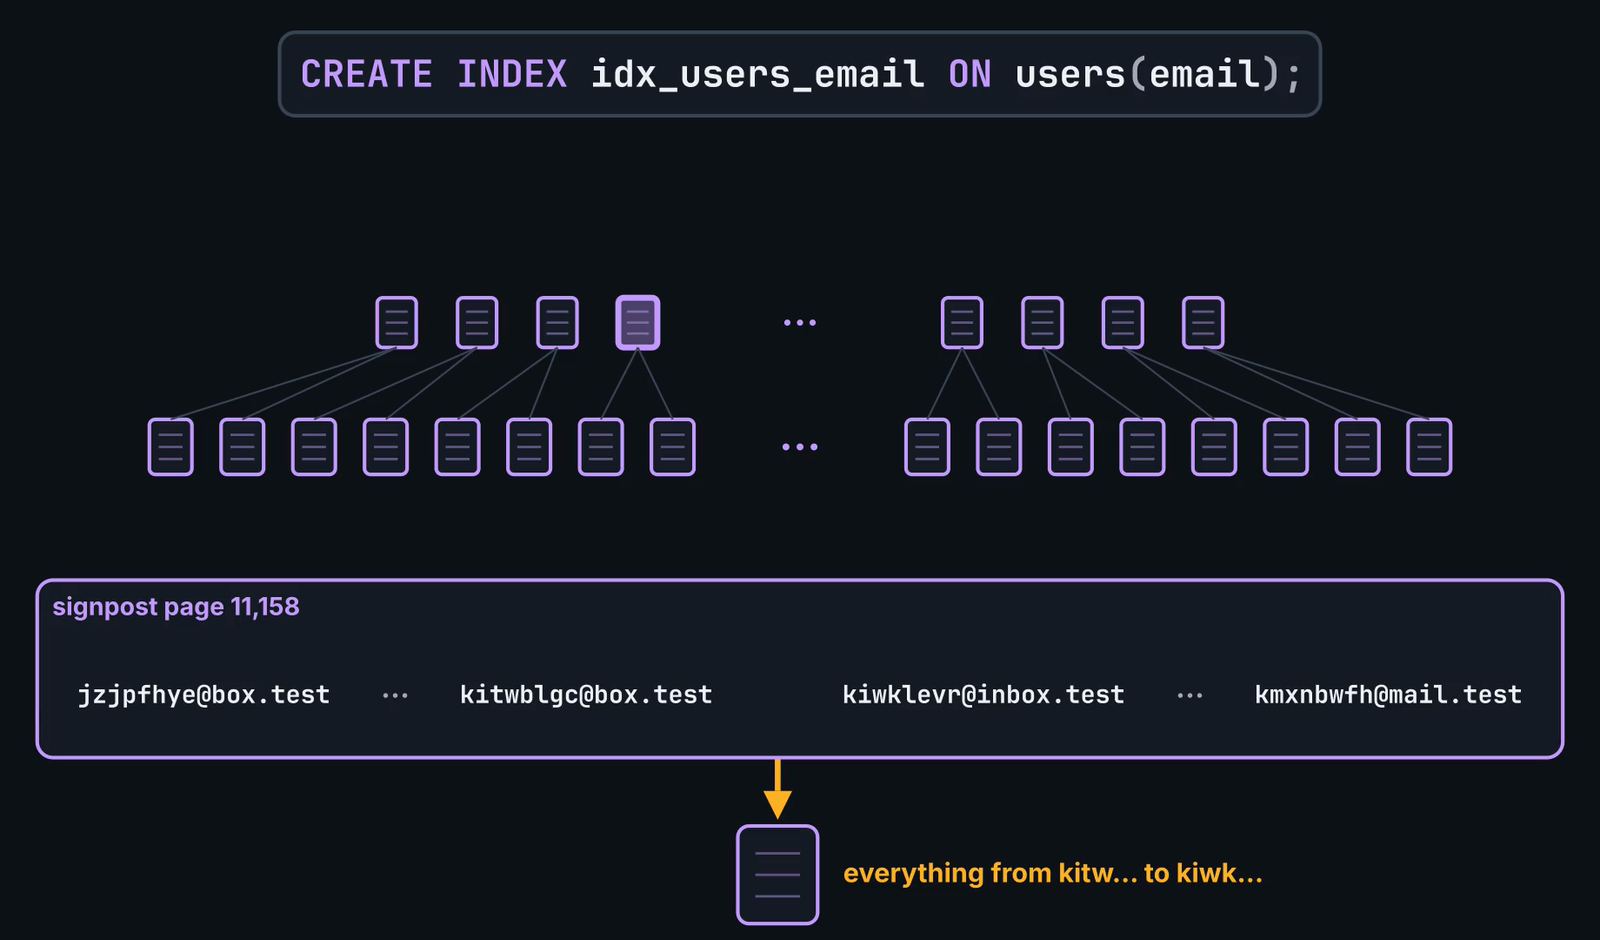 CREATE INDEX idx_users_email ON users(email);
...
...
signpost page 11,158
jzjpfhye@box.test ... kitwblgc@box.test kiwklevr@inbox.test ... kmxnbwfh@mail.test
everything from kitw... to kiwk...